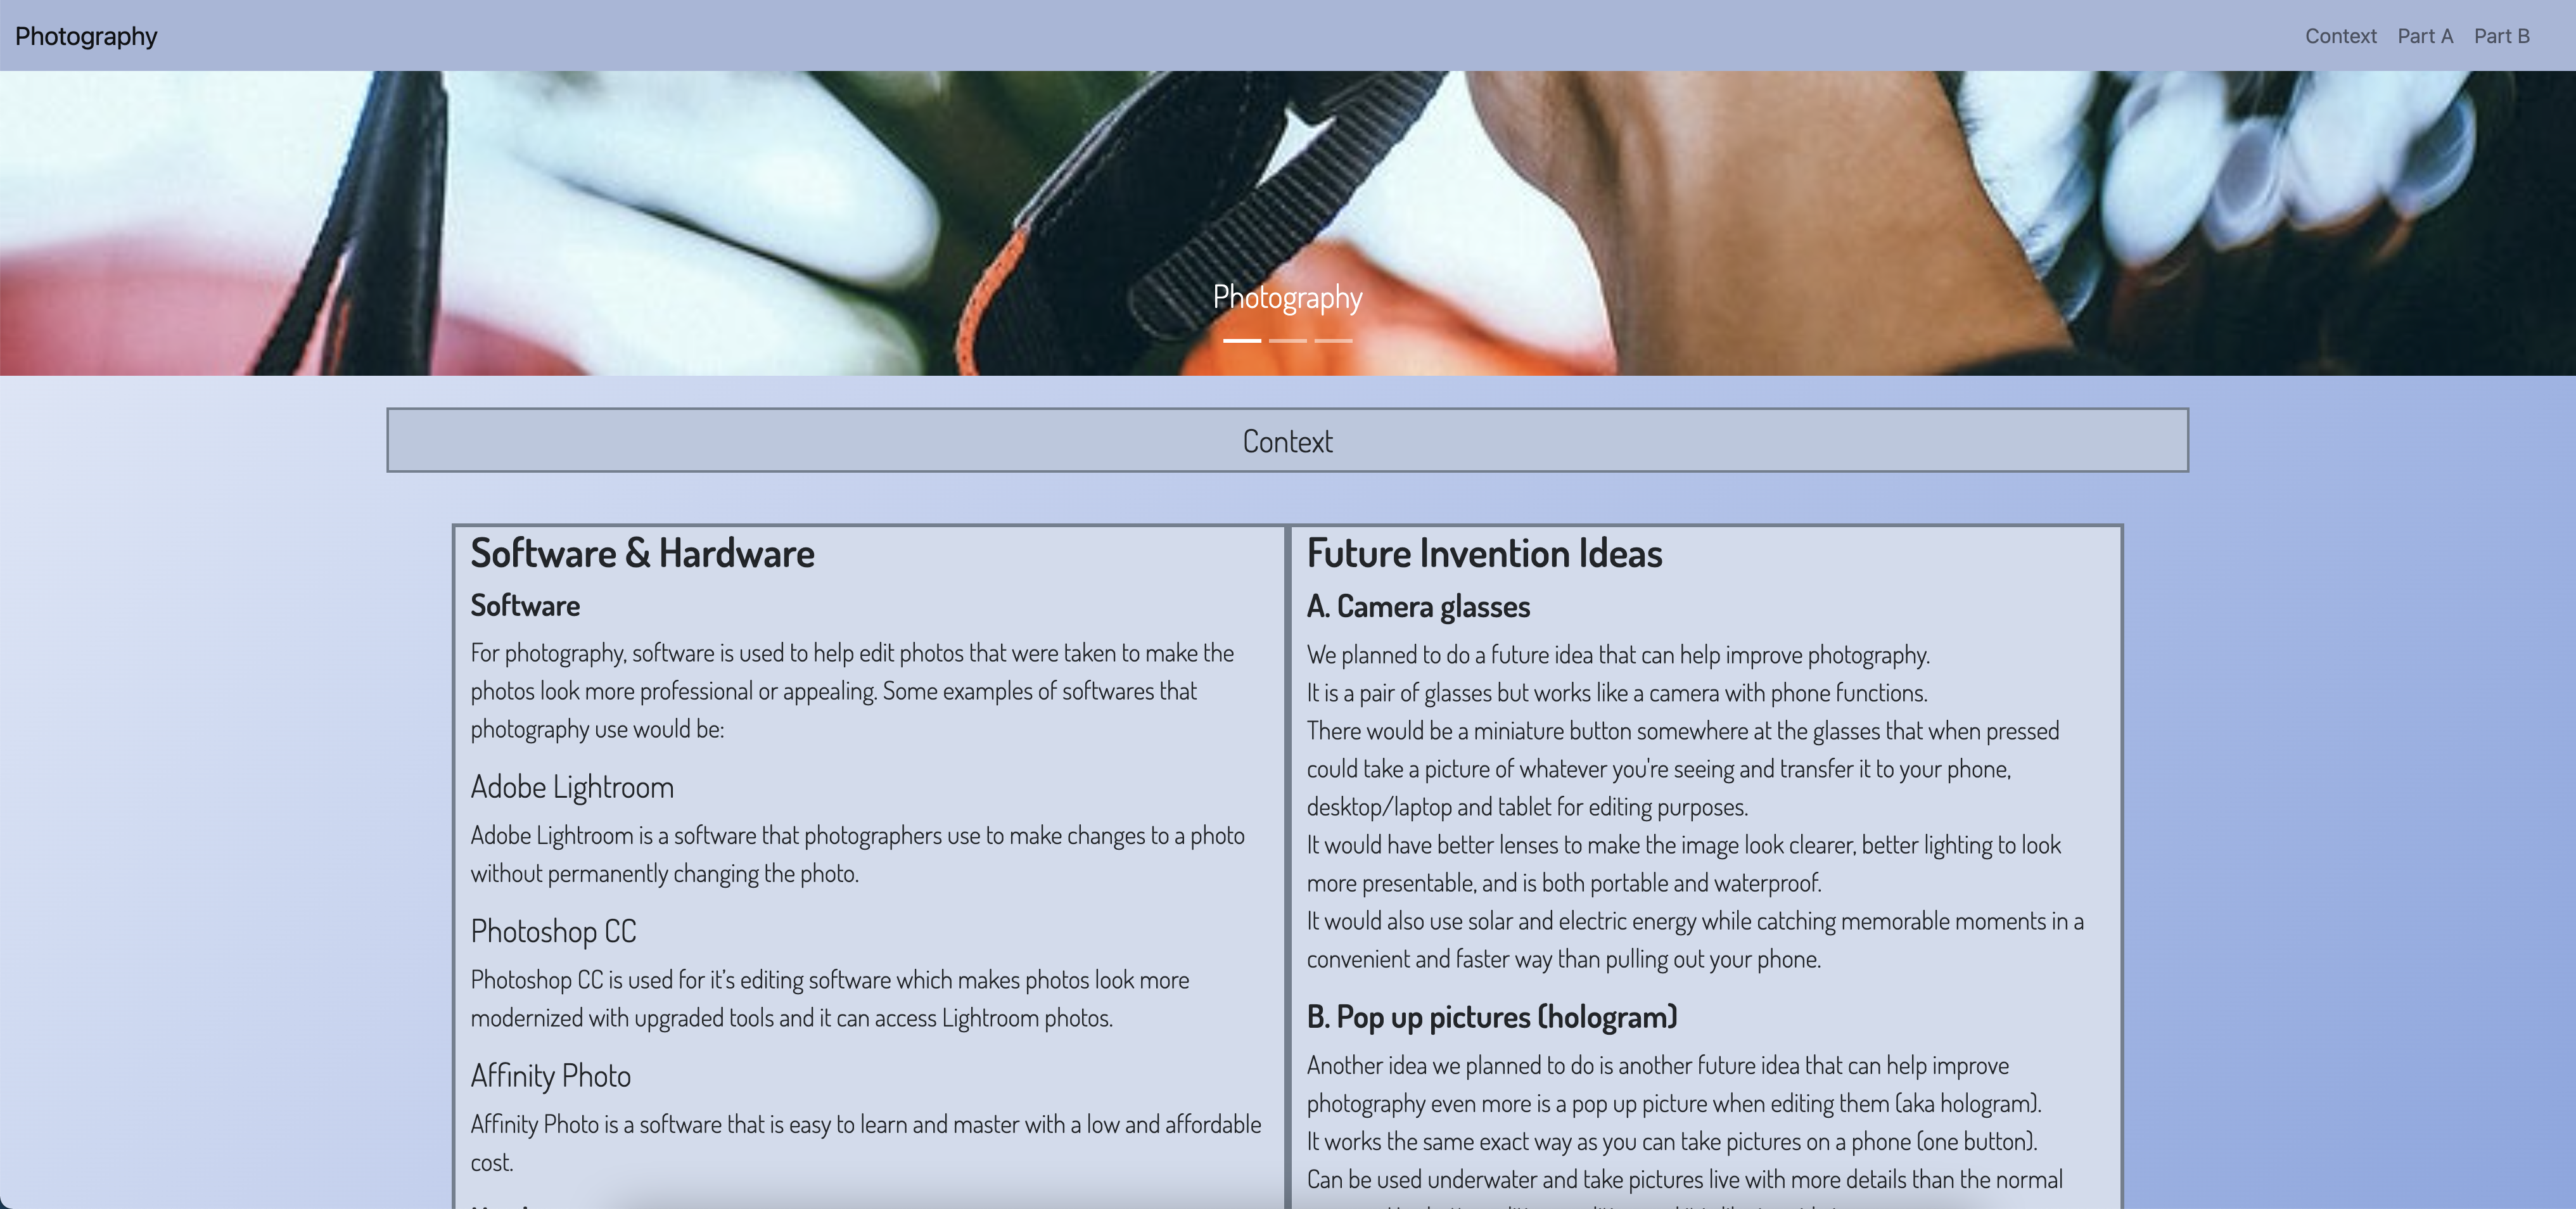 Photography
Context Part A Part B
Photography
Context
Software & Hardware
Software
For photography, software is used to help edit photos that were taken to make the
photos look more professional or appealing. Some examples of softwares that
photography use would be:
Adobe Lightroom
Adobe Lightroom is a software that photographers use to make changes to a photo
without permanently changing the photo.
Photoshop CC
Photoshop CC is used for it’s editing software which makes photos look more
modernized with upgraded tools and it can access Lightroom photos.
Affinity Photo
Affinity Photo is a software that is easy to learn and master with a low and affordable
cost.
Future Invention Ideas
A. Camera glasses
We planned to do a future idea that can help improve photography.
It is a pair of glasses but works like a camera with phone functions.
There would be a miniature button somewhere at the glasses that when pressed
could take a picture of whatever you're seeing and transfer it to your phone,
desktop/laptop and tablet for editing purposes.
It would have better lenses to make the image look clearer, better lighting to look
more presentable, and is both portable and waterproof.
It would also use solar and electric energy while catching memorable moments in a
convenient and faster way than pulling out your phone.
B. Pop up pictures (hologram)
Another idea we planned to do is another future idea that can help improve
photography even more is a pop up picture when editing them (aka hologram).
It works the same exact way as you can take pictures on a phone (one button).
Can be used underwater and take pictures live with more details than the normal